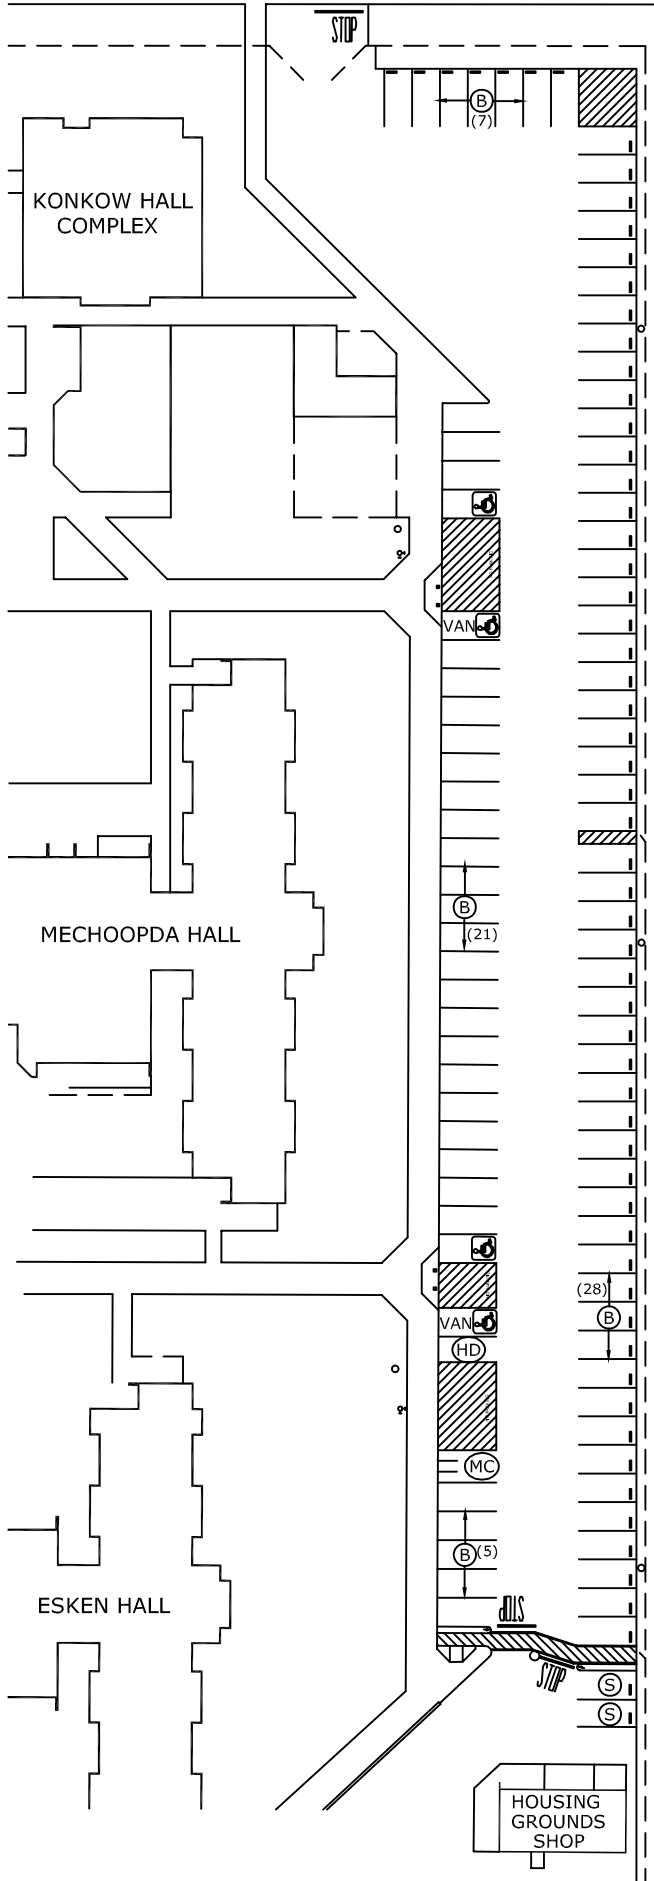 STOP
B
(7)
KONKOW HALL
COMPLEX
VAN
B
(21)
MECHOOPDA HALL
(28)
B
VAN
HD
MC
B
(5)
ESKEN HALL
STOP
STOP
S
S
HOUSING
GROUNDS
SHOP